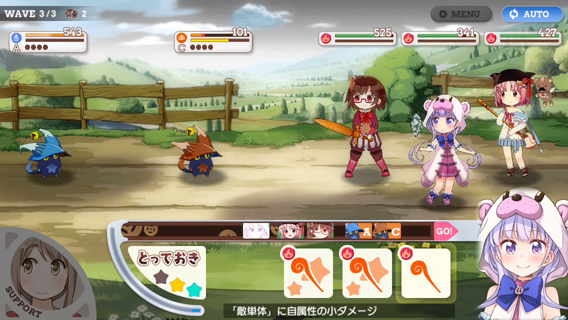 WAVE 3/3 2
MENU
AUTO
543
A
101
C
525
341
427
A C GO!
とっておき
SUPPORT
「敵単体」に自属性の小ダメージ